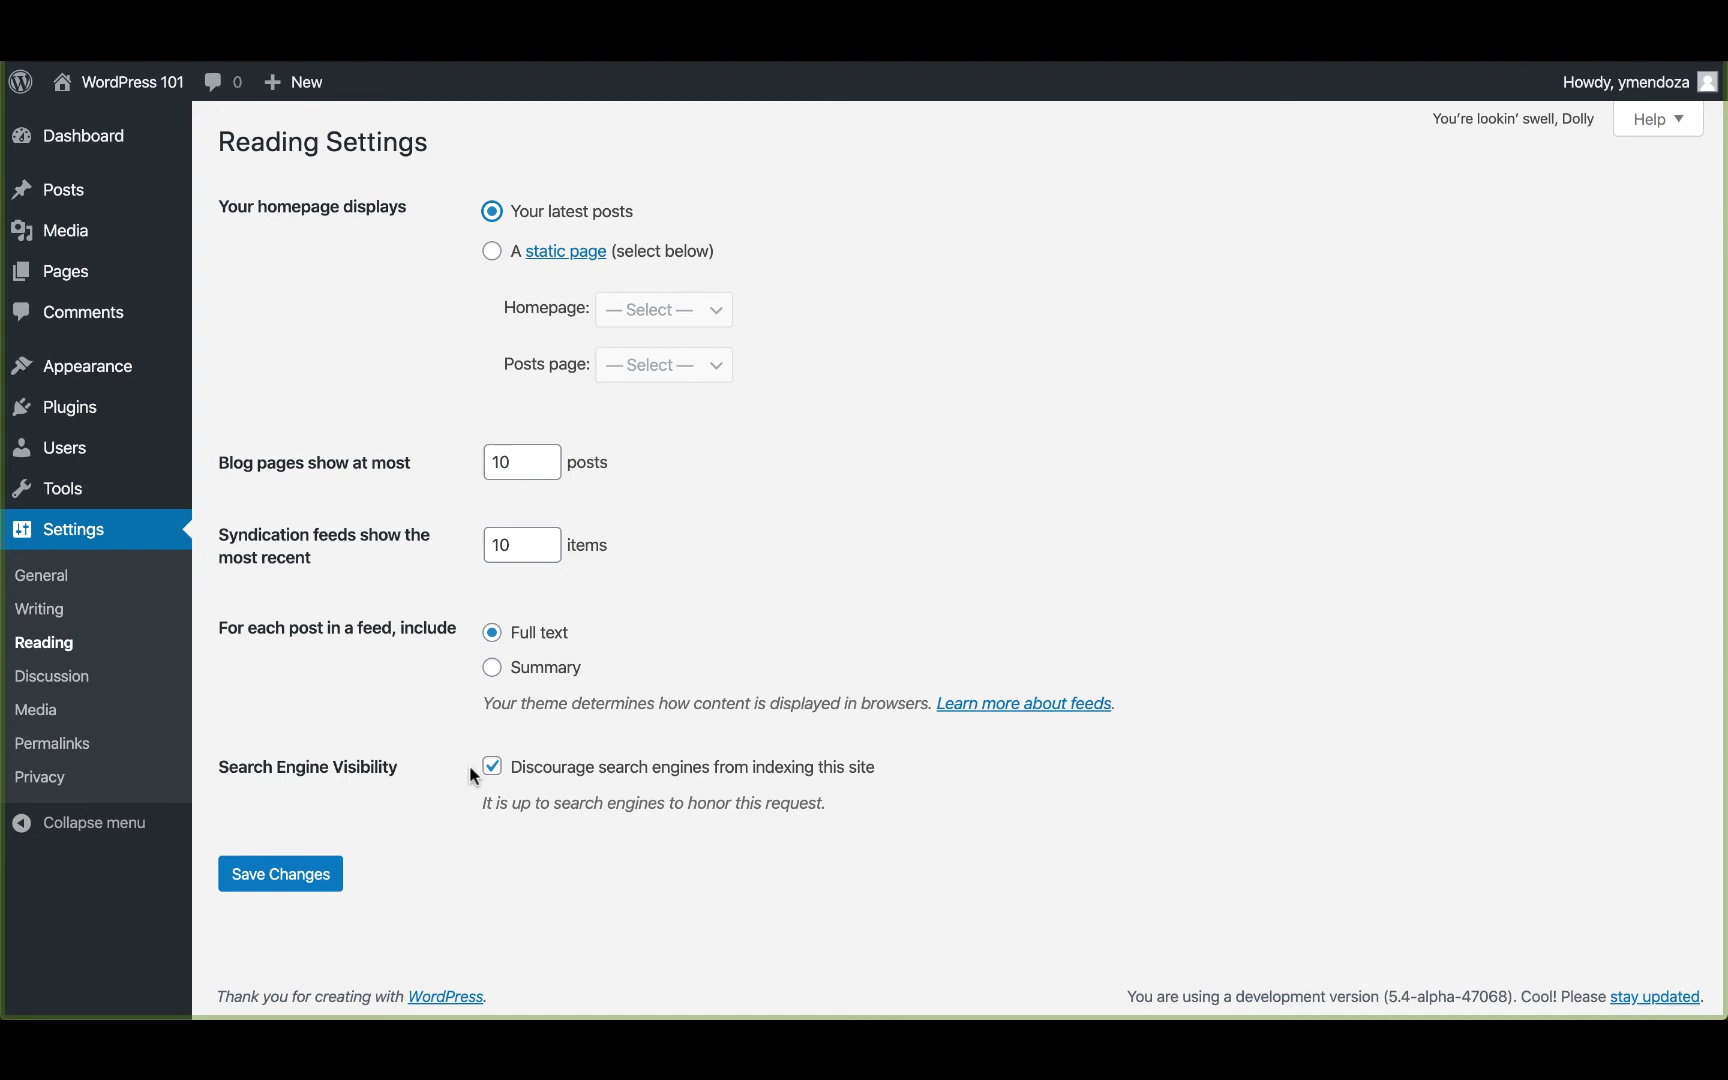 WordPress 101 0 New Howdy, ymendoza
You're lookin' swell, Dolly Help
Dashboard
Posts
Media
Pages
Comments
Appearance
Plugins
Users
Tools
Settings
General
Writing
Reading
Discussion
Media
Permalinks
Privacy
Collapse menu
Reading Settings
Your homepage displays
Your latest posts
A static page (select below)
Homepage: — Select —
Posts page: — Select —
Blog pages show at most 10 posts
Syndication feeds show the
most recent
10 items
For each post in a feed, include
Full text
Summary
Your theme determines how content is displayed in browsers. Learn more about feeds.
Search Engine Visibility
Discourage search engines from indexing this site
It is up to search engines to honor this request.
Save Changes
Thank you for creating with WordPress.
You are using a development version (5.4-alpha-47068). Cool! Please stay updated.